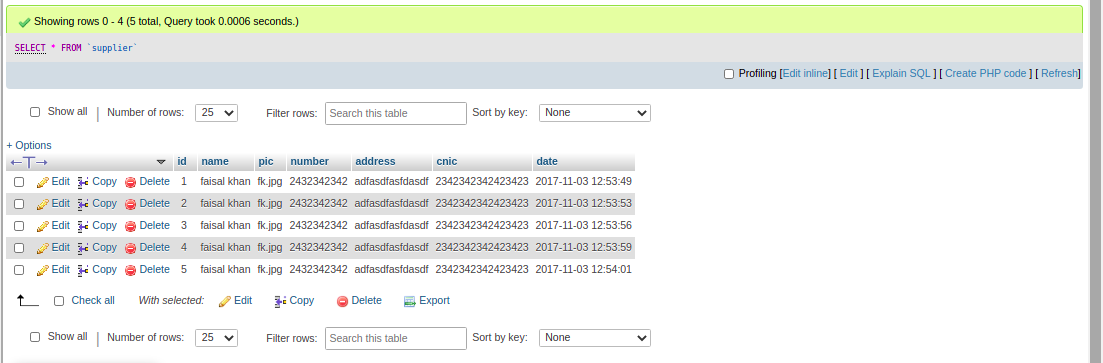 Showing rows 0 - 4 (5 total, Query took 0.0006 seconds.)
SELECT * FROM `supplier`
Profiling [Edit inline] [ Edit ] [ Explain SQL ] [ Create PHP code ] [ Refresh]
Show all | Number of rows: 25 Filter rows: Search this table Sort by key: None
+ Options
←T→ id name pic number address cnic date
Edit Copy Delete 1 faisal khan fk.jpg 2432342342 adfasdfasfdasdf 2342342342423423 2017-11-03 12:53:49
Edit Copy Delete 2 faisal khan fk.jpg 2432342342 adfasdfasfdasdf 2342342342423423 2017-11-03 12:53:53
Edit Copy Delete 3 faisal khan fk.jpg 2432342342 adfasdfasfdasdf 2342342342423423 2017-11-03 12:53:56
Edit Copy Delete 4 faisal khan fk.jpg 2432342342 adfasdfasfdasdf 2342342342423423 2017-11-03 12:53:59
Edit Copy Delete 5 faisal khan fk.jpg 2432342342 adfasdfasfdasdf 2342342342423423 2017-11-03 12:54:01
Check all With selected: Edit Copy Delete Export
Show all | Number of rows: 25 Filter rows: Search this table Sort by key: None